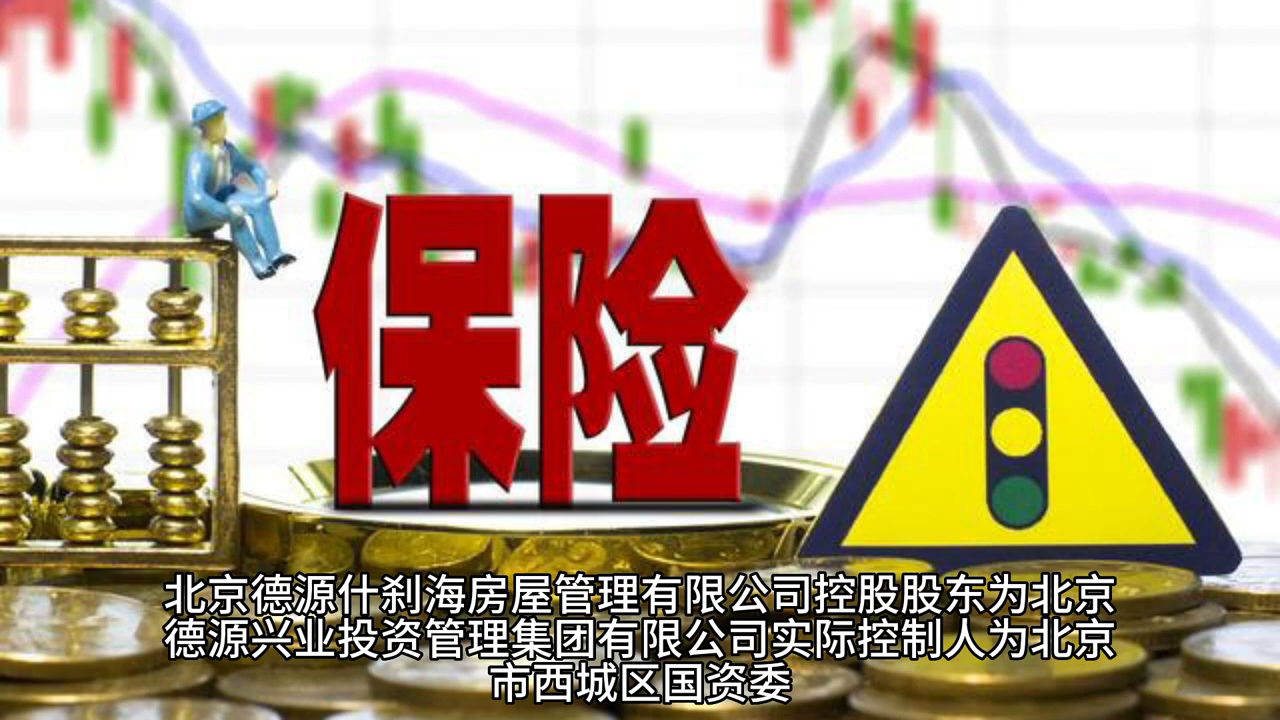 保险
北京德源什刹海房屋管理有限公司控股股东为北京
德源兴业投资管理集团有限公司实际控制人为北京
市西城区国资委